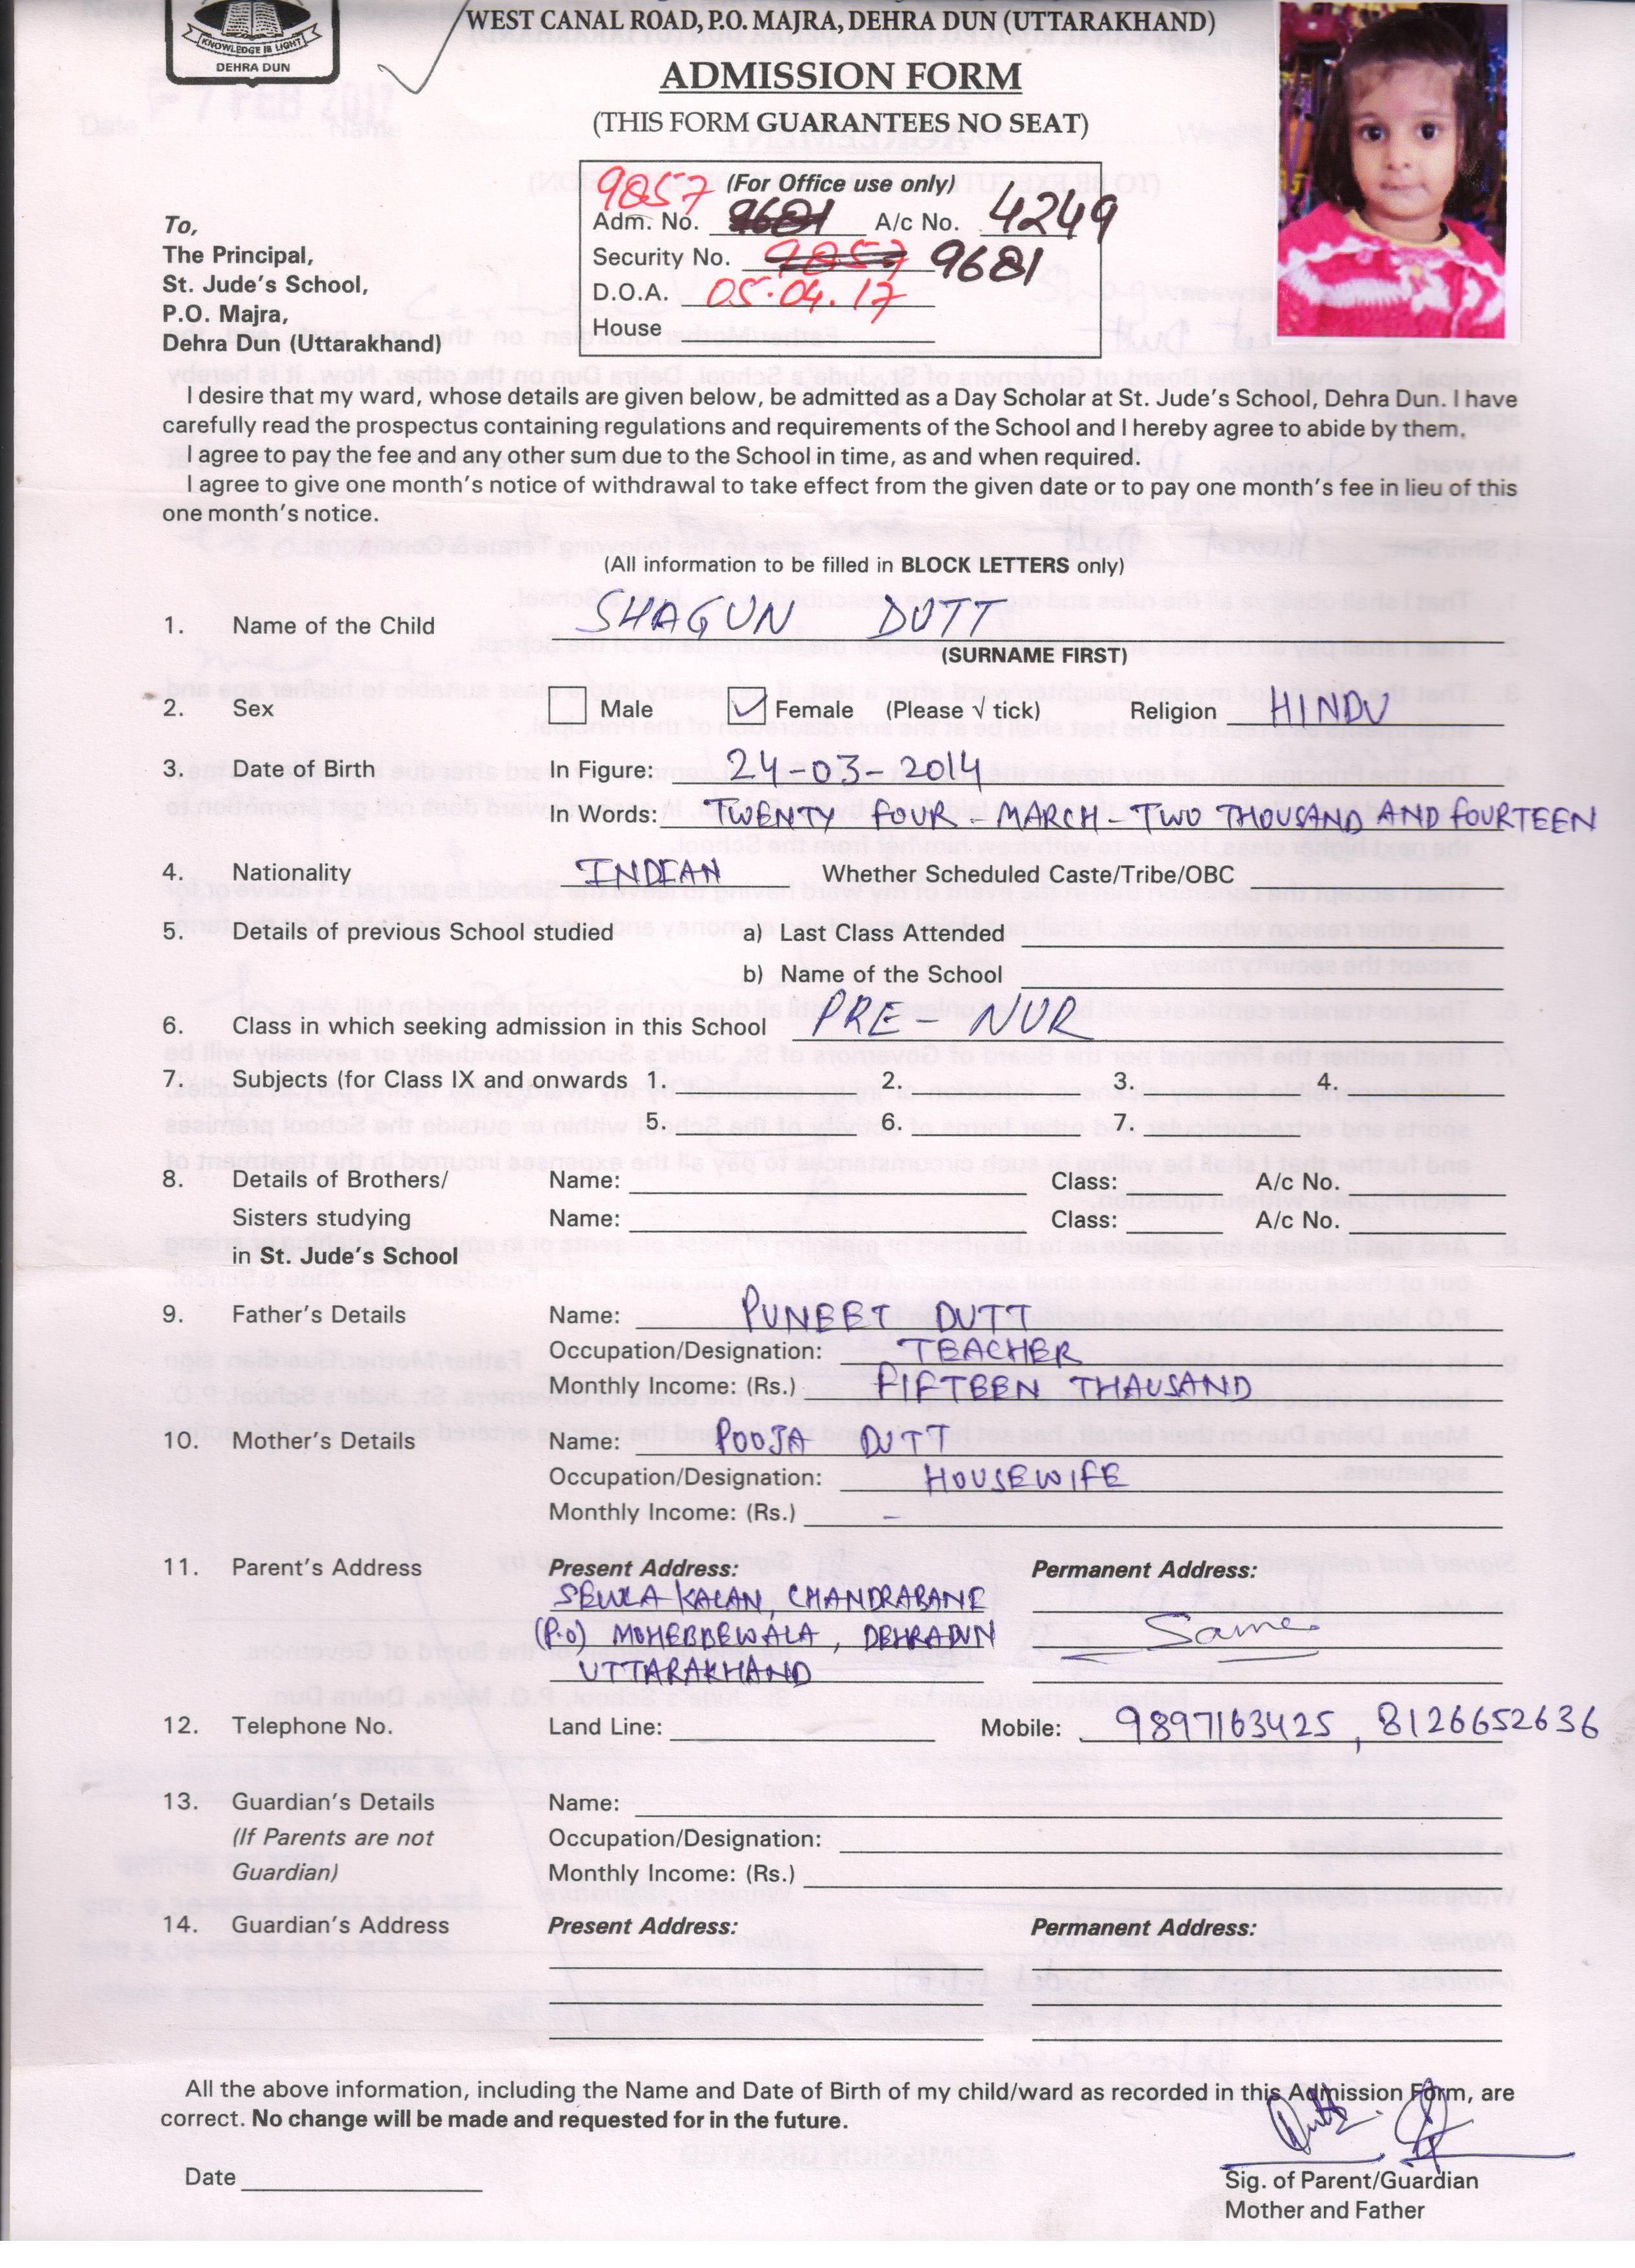 WEST CANAL ROAD, P.O. MAJRA, DEHRA DUN (UTTARAKHAND)
KNOWLEDGE IS LIGHT
DEHRA DUN
ADMISSION FORM
(THIS FORM GUARANTEES NO SEAT)
9857 (For Office use only)
Adm. No. 9681 A/c No. 4249
Security No. 9857 9681
D.O.A. 05.04.17
House
To,
The Principal,
St. Jude's School,
P.O. Majra,
Dehra Dun (Uttarakhand)
I desire that my ward, whose details are given below, be admitted as a Day Scholar at St. Jude's School, Dehra Dun. I have
carefully read the prospectus containing regulations and requirements of the School and I hereby agree to abide by them.
I agree to pay the fee and any other sum due to the School in time, as and when required.
I agree to give one month's notice of withdrawal to take effect from the given date or to pay one month's fee in lieu of this
one month's notice.
(All information to be filled in BLOCK LETTERS only)
1. Name of the Child SHAGUN DUTT
(SURNAME FIRST)
2. Sex Male Female (Please √ tick) Religion HINDU
3. Date of Birth In Figure: 24-03-2014
In Words: TWENTY FOUR - MARCH - TWO THOUSAND AND FOURTEEN
4. Nationality INDIAN Whether Scheduled Caste/Tribe/OBC
5. Details of previous School studied a) Last Class Attended
b) Name of the School
6. Class in which seeking admission in this School PRE - NUR
7. Subjects (for Class IX and onwards 1. 2. 3. 4.
5. 6. 7.
8. Details of Brothers/ Name: Class: A/c No.
Sisters studying Name: Class: A/c No.
in St. Jude's School
9. Father's Details Name: PUNEET DUTT
Occupation/Designation: TEACHER
Monthly Income: (Rs.) FIFTEEN THAUSAND
10. Mother's Details Name: POOJA DUTT
Occupation/Designation: HOUSEWIFE
Monthly Income: (Rs.) -
11. Parent's Address Present Address: Permanent Address:
SEWLA KALAN, CHANDRABANI
(P.O) MOHEBBEWALA, DEHRADUN Same.
UTTARAKHAND
12. Telephone No. Land Line: Mobile: 9897163425, 8126652636
13. Guardian's Details Name:
(If Parents are not Occupation/Designation:
Guardian) Monthly Income: (Rs.)
14. Guardian's Address Present Address: Permanent Address:
All the above information, including the Name and Date of Birth of my child/ward as recorded in this Admission Form, are
correct. No change will be made and requested for in the future.
Dutt
Date
Sig. of Parent/Guardian
Mother and Father